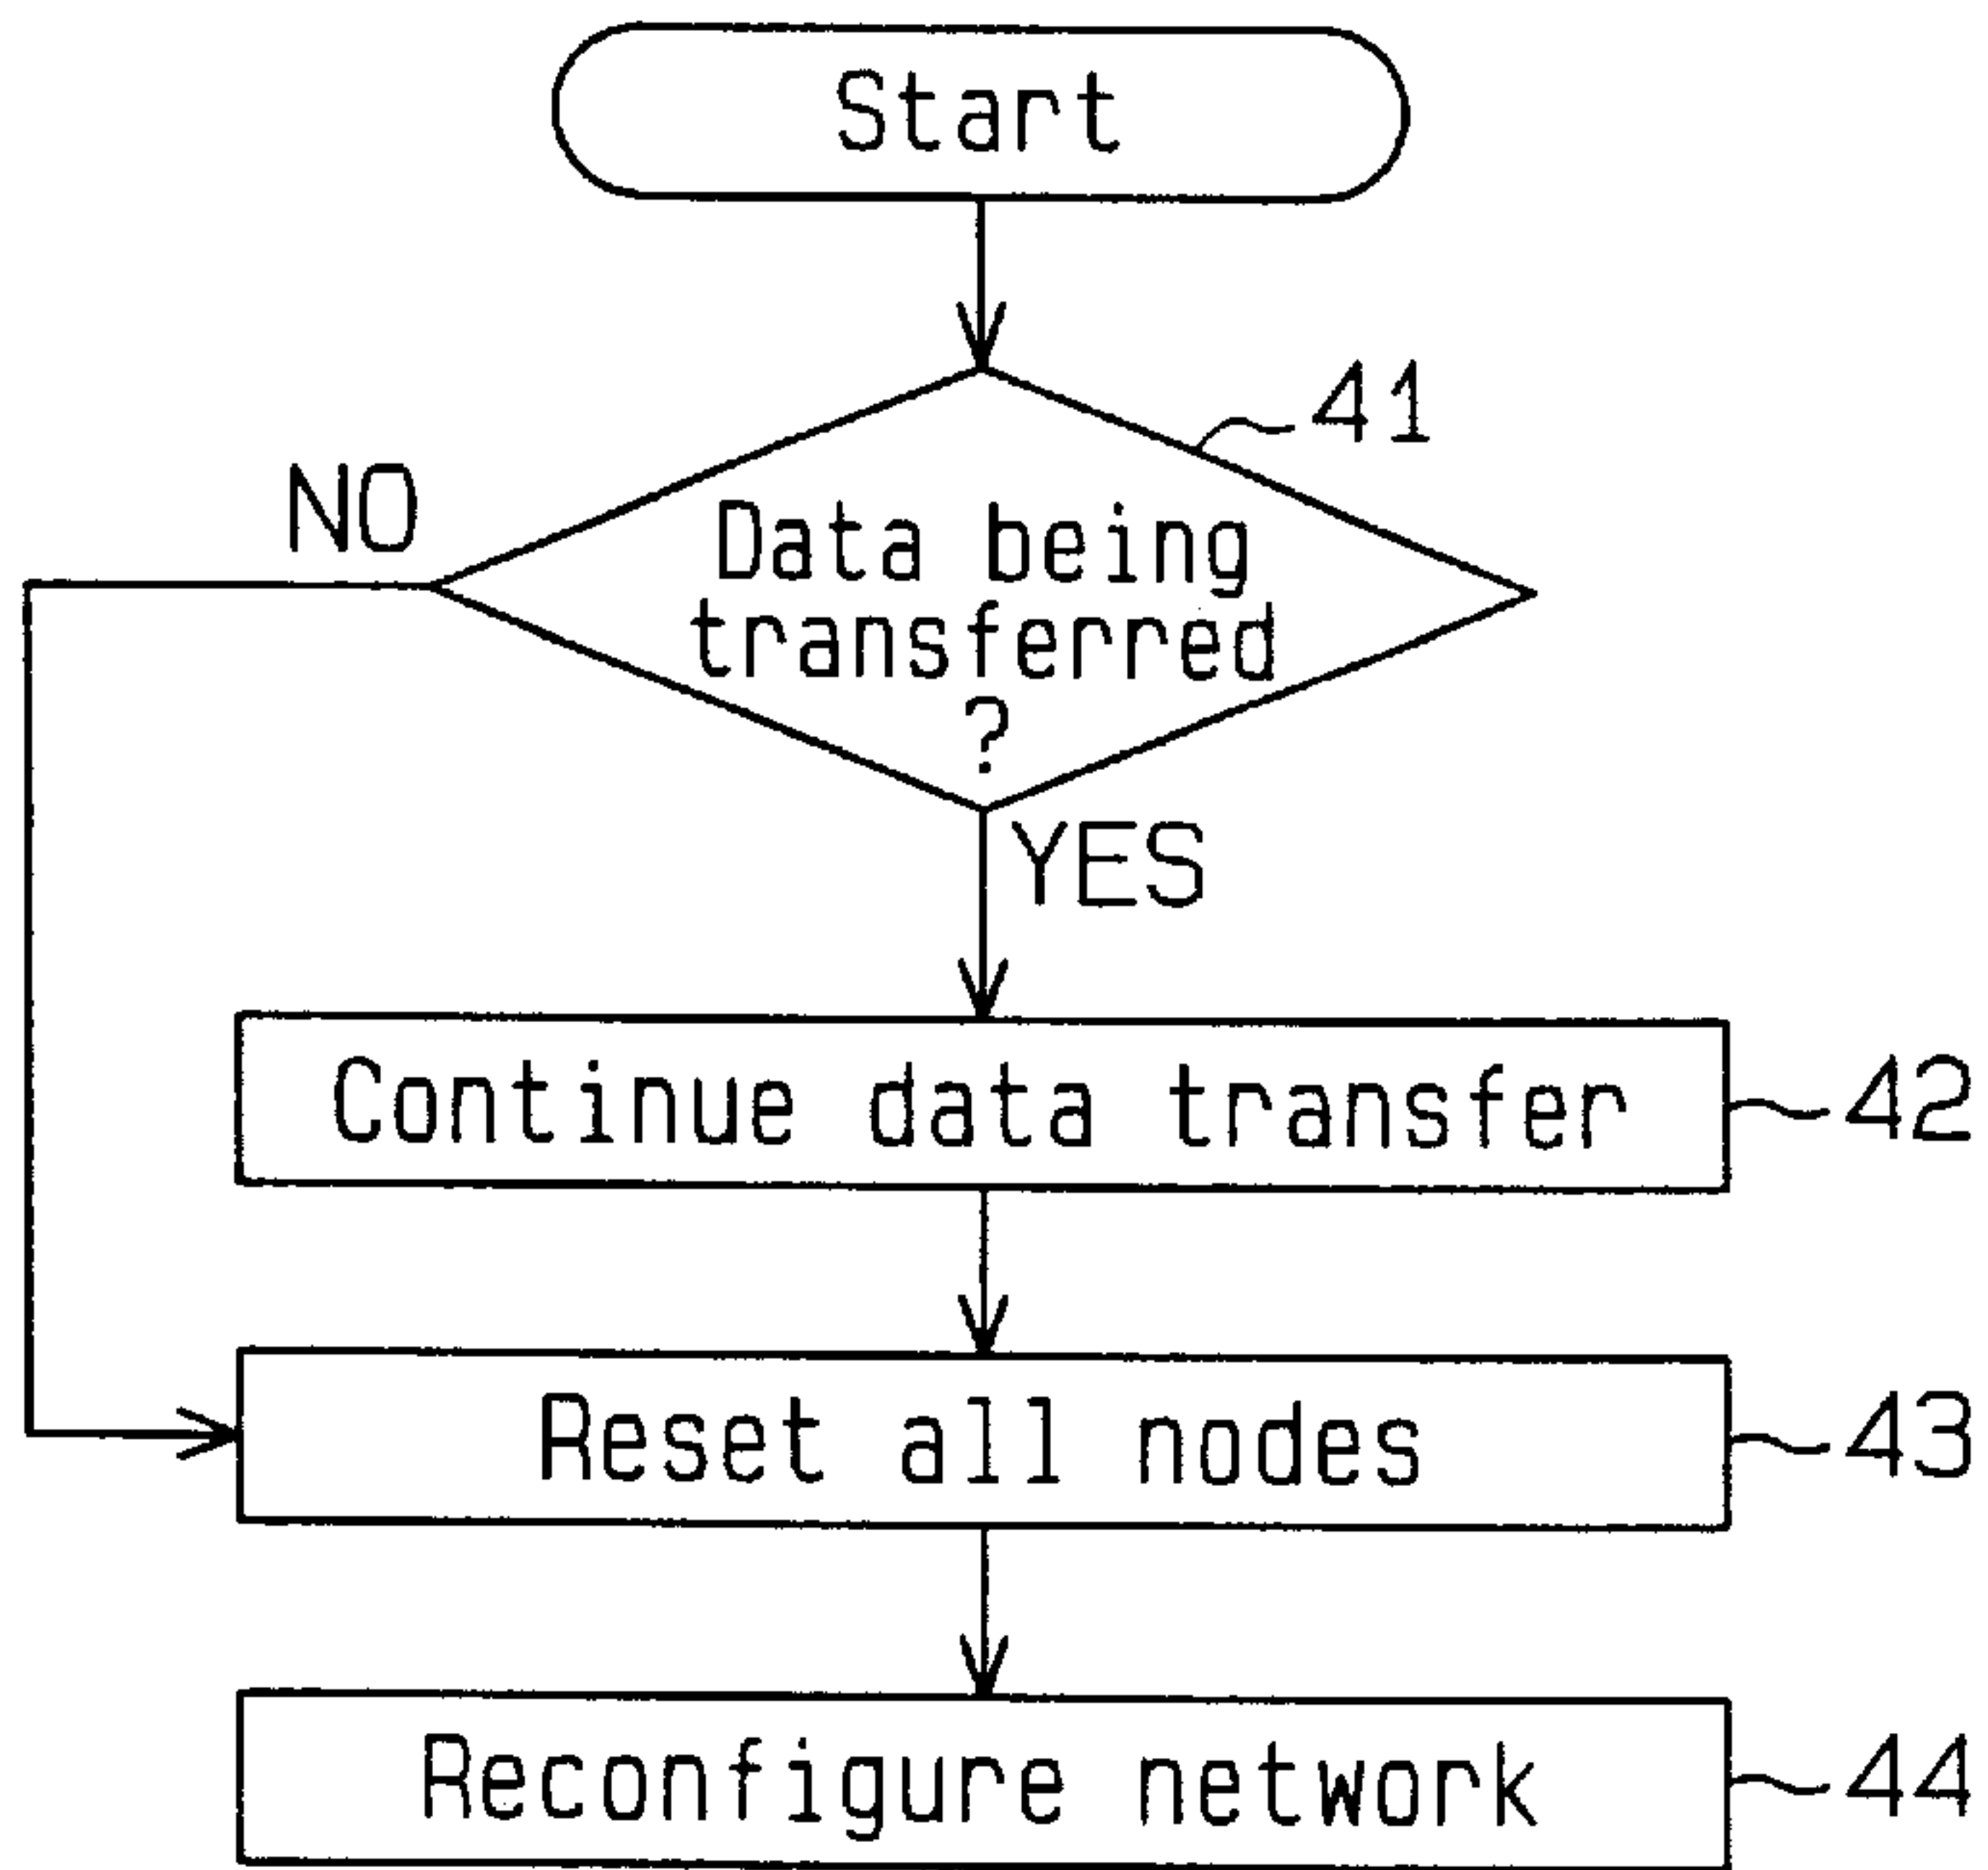 Start
41
NO
Data being
transferred
?
YES
Continue data transfer
42
Reset all nodes
43
Reconfigure network
44